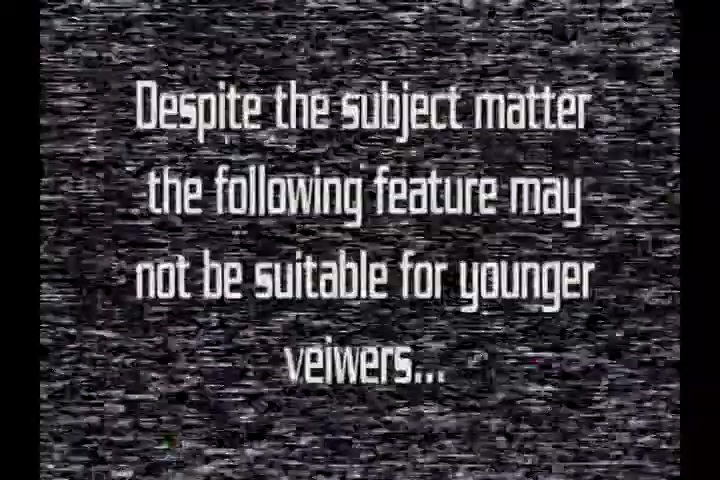 Despite the subject matter
the following feature may
not be suitable for younger
veiwers...